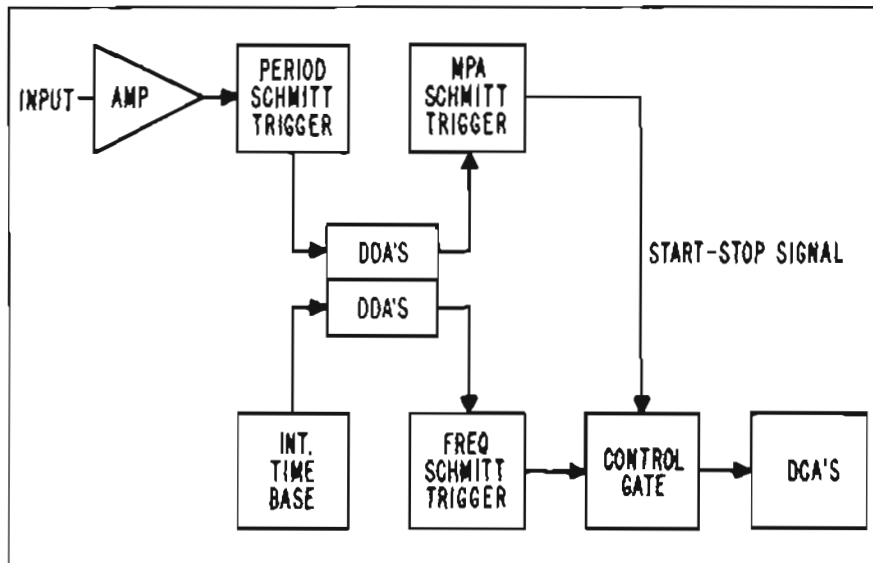 INPUT
AMP
PERIOD
SCHMITT
TRIGGER
MPA
SCHMITT
TRIGGER
DDA'S
START-STOP SIGNAL
DDA'S
INT.
TIME
BASE
FREQ
SCHMITT
TRIGGER
CONTROL
GATE
DCA'S